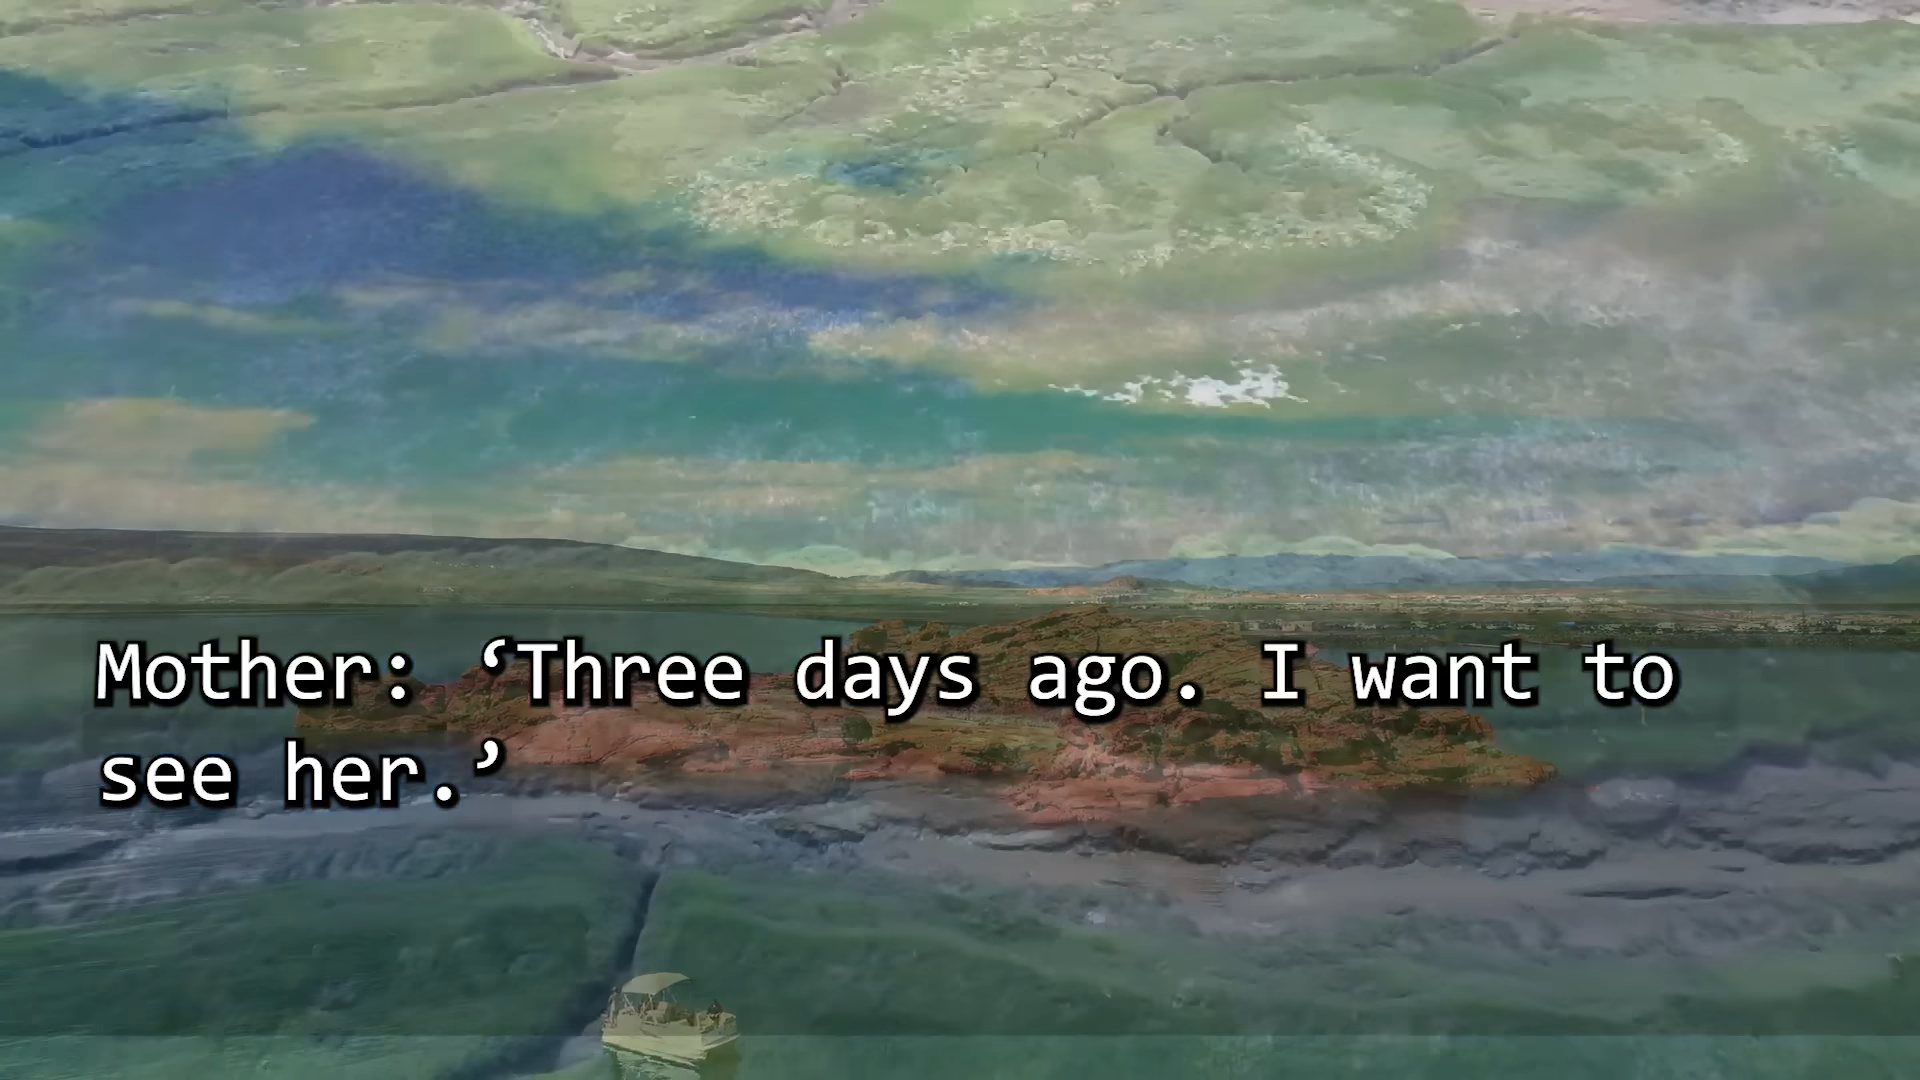 Mother: ‘Three days ago. I want to
see her.’